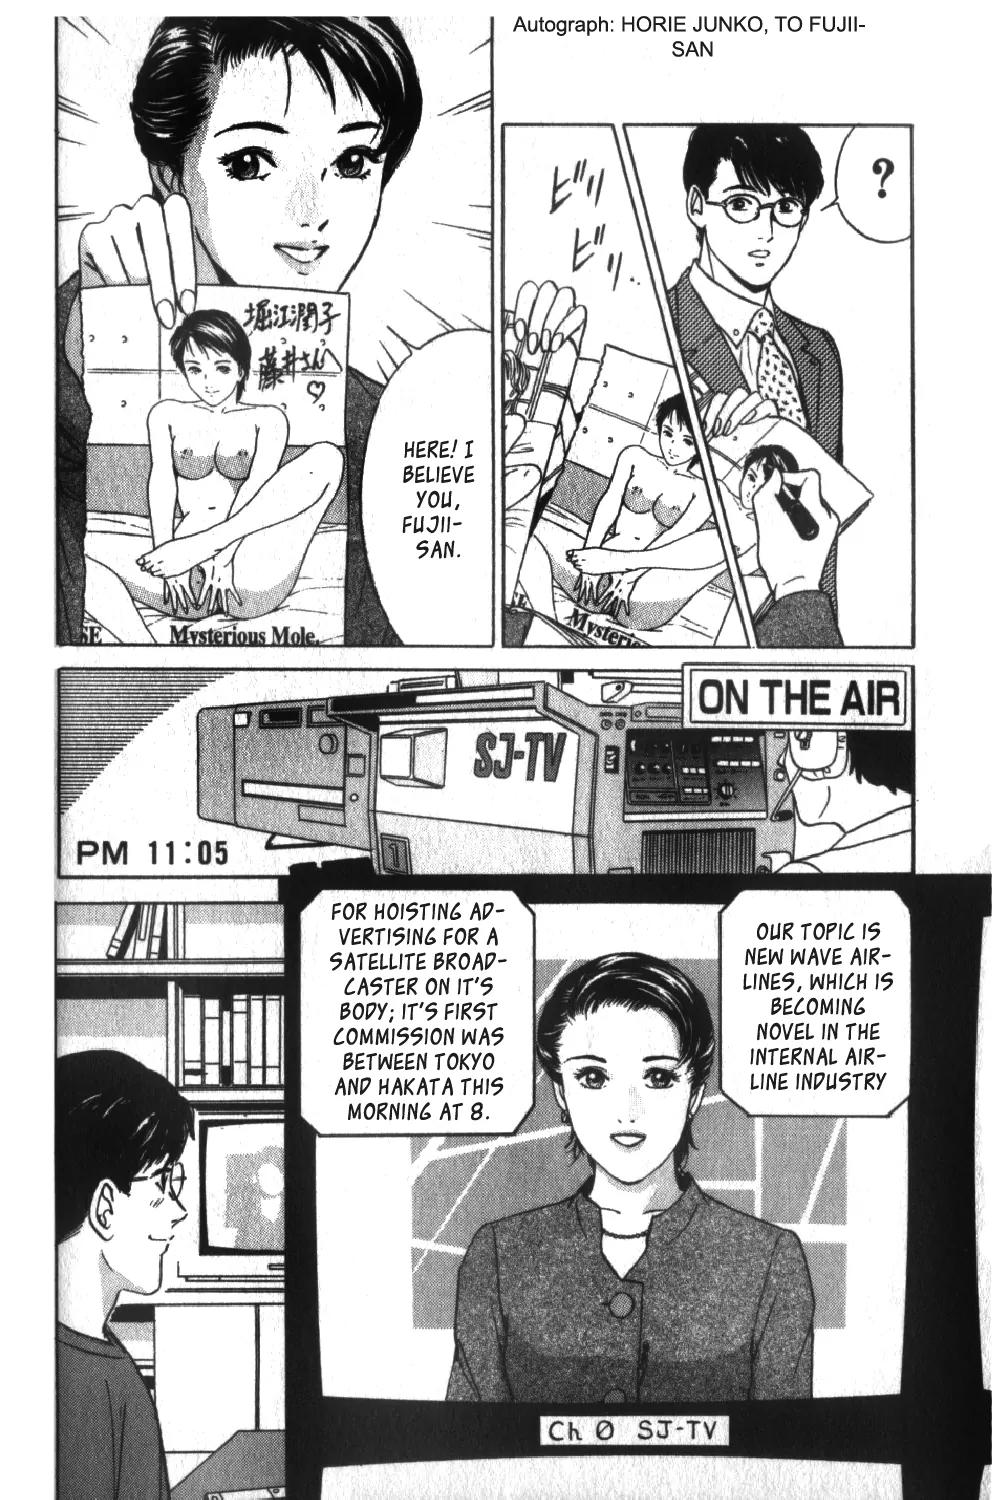 Autograph: HORIE JUNKO, TO FUJII-
SAN
?
ビリ
ビリ...
SE
Mysterious
堀江潤子
藤井さんへ
♡
HERE! I
BELIEVE
YOU,
FUJII-
SAN.
SE
Mysterious Mole.
ON THE AIR
SJ-TV
1
PM 11:05
OUR TOPIC IS
NEW WAVE AIR-
LINES, WHICH IS
BECOMING
NOVEL IN THE
INTERNAL AIR-
LINE INDUSTRY
FOR HOISTING AD-
VERTISING FOR A
SATELLITE BROAD-
CASTER ON IT'S
BODY; IT'S FIRST
COMMISSION WAS
BETWEEN TOKYO
AND HAKATA THIS
MORNING AT 8.
Ch 0 SJ-TV